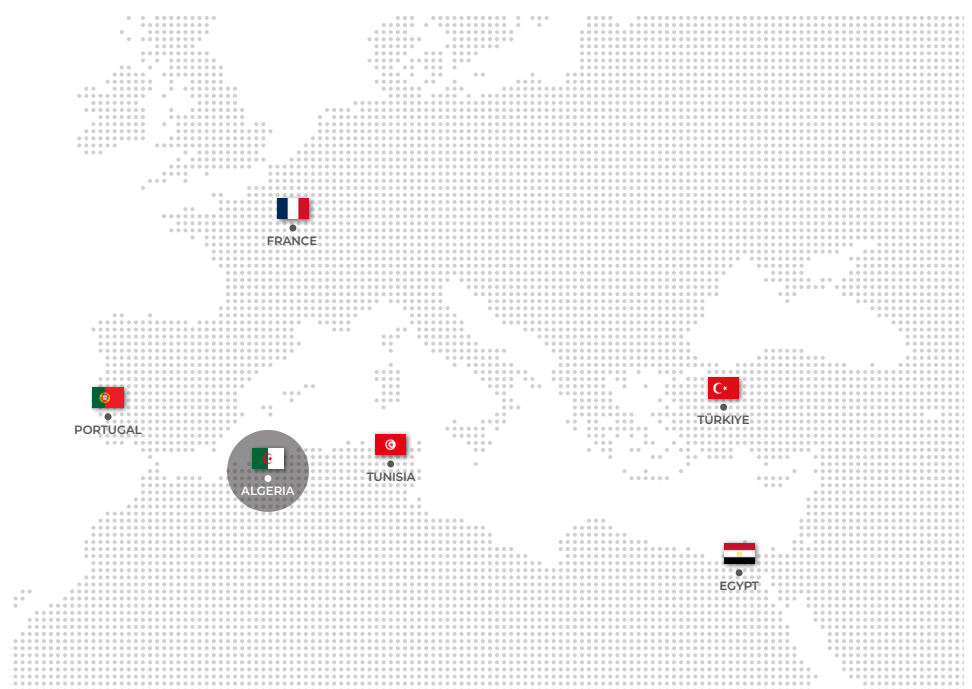 FRANCE
PORTUGAL
TÜRKIYE
TUNISIA
ALGERIA
EGYPT